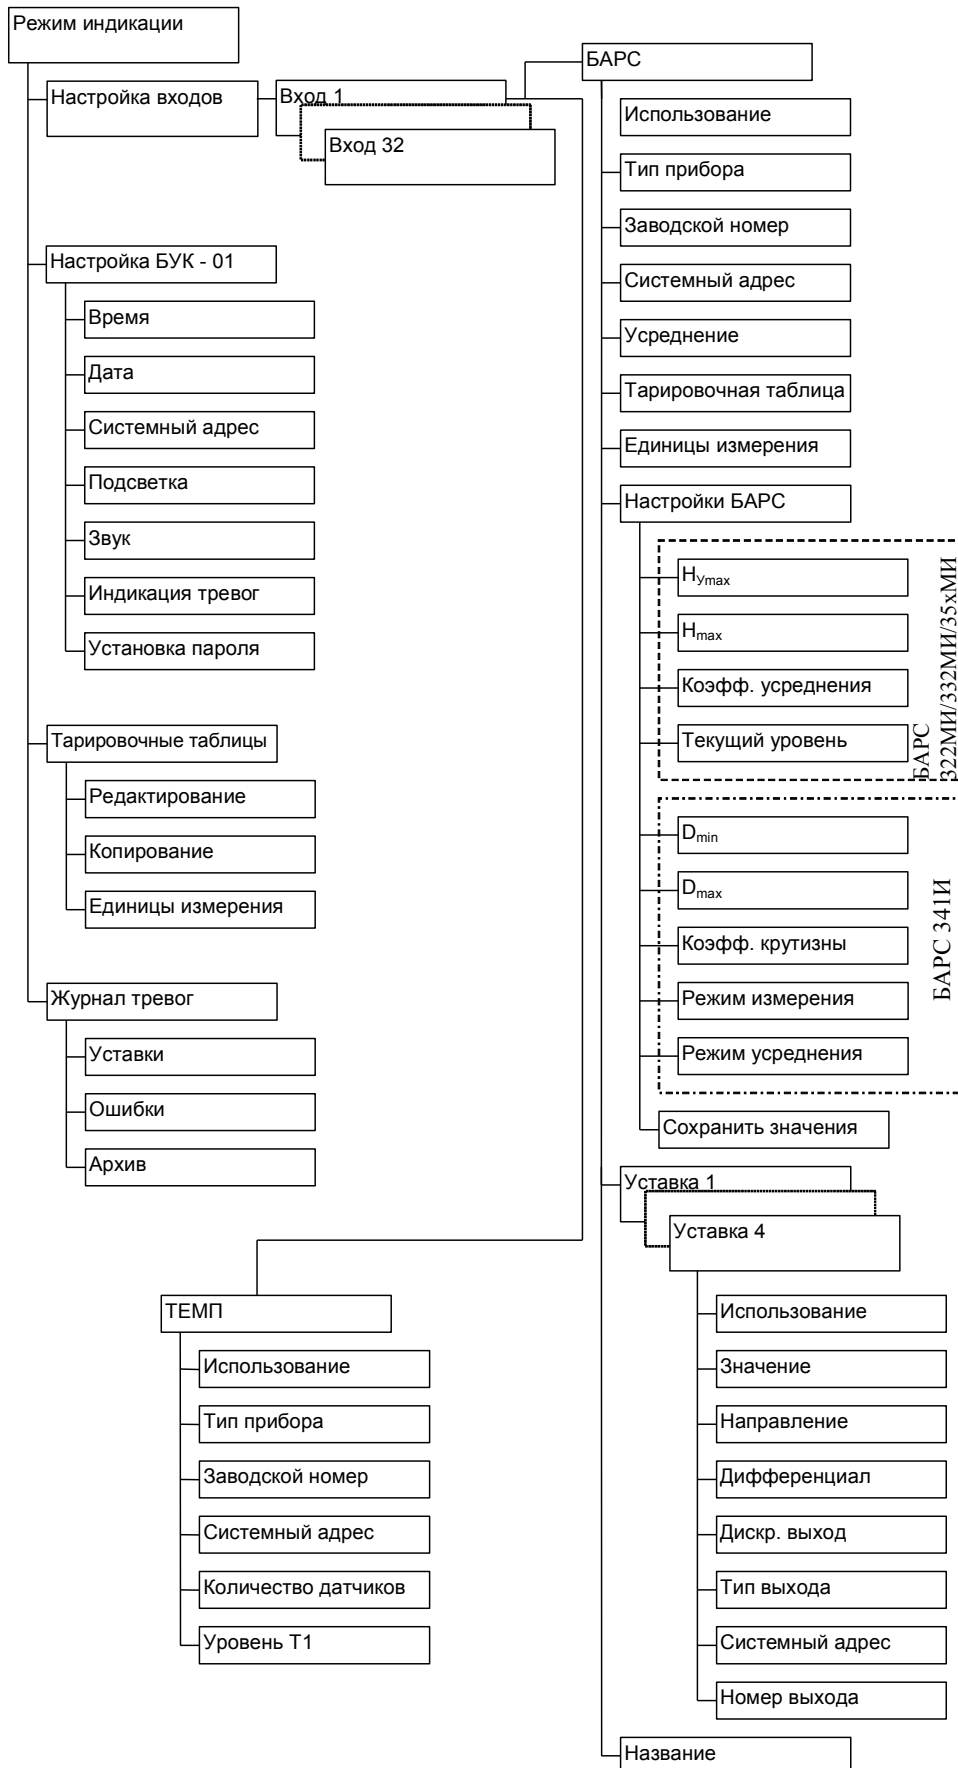 Режим индикации
Настройка входов
Вход 1
Вход 32
Настройка БУК - 01
Время
Дата
Системный адрес
Подсветка
Звук
Индикация тревог
Установка пароля
Тарировочные таблицы
Редактирование
Копирование
Единицы измерения
Журнал тревог
Уставки
Ошибки
Архив
ТЕМП
Использование
Тип прибора
Заводской номер
Системный адрес
Количество датчиков
Уровень Т1
БАРС
Использование
Тип прибора
Заводской номер
Системный адрес
Усреднение
Тарировочная таблица
Единицы измерения
Настройки БАРС
HУmax
Hmax
Коэфф. усреднения
Текущий уровень
БАРС
322МИ/332МИ/35хМИ
Dmin
Dmax
Коэфф. крутизны
Режим измерения
Режим усреднения
БАРС 341И
Сохранить значения
Уставка 1
Уставка 4
Использование
Значение
Направление
Дифференциал
Дискр. выход
Тип выхода
Системный адрес
Номер выхода
Название